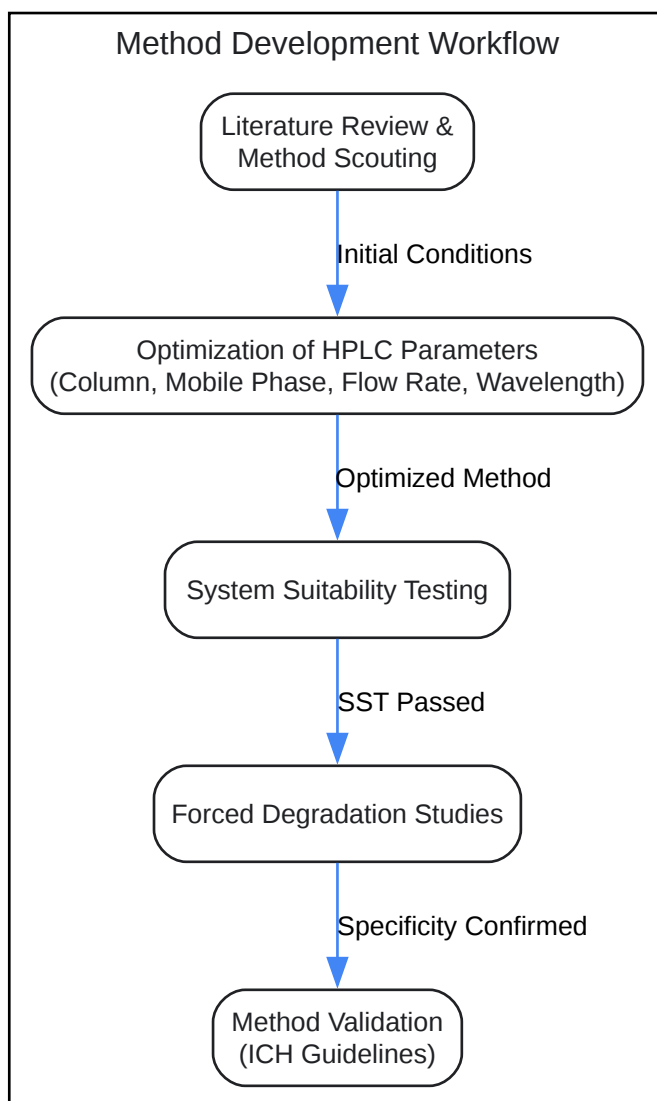 Method Development Workflow
Literature Review &
Method Scouting
Initial Conditions
Optimization of HPLC Parameters
(Column, Mobile Phase, Flow Rate, Wavelength)
Optimized Method
System Suitability Testing
SST Passed
Forced Degradation Studies
Specificity Confirmed
Method Validation
(ICH Guidelines)